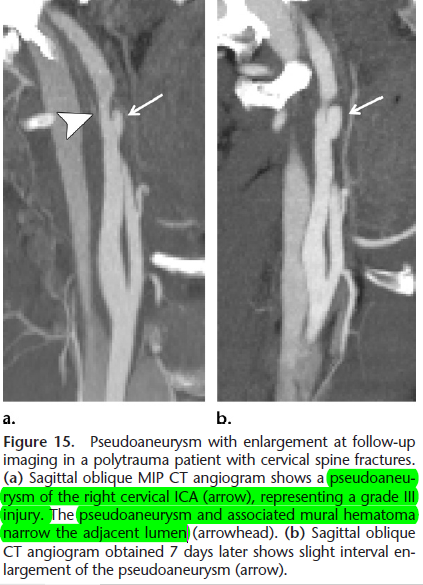 a.
b.
Figure 15. Pseudoaneurysm with enlargement at follow-up
imaging in a polytrauma patient with cervical spine fractures.
(a) Sagittal oblique MIP CT angiogram shows a pseudoaneu-
rysm of the right cervical ICA (arrow), representing a grade III
injury. The pseudoaneurysm and associated mural hematoma
narrow the adjacent lumen (arrowhead). (b) Sagittal oblique
CT angiogram obtained 7 days later shows slight interval en-
largement of the pseudoaneurysm (arrow).